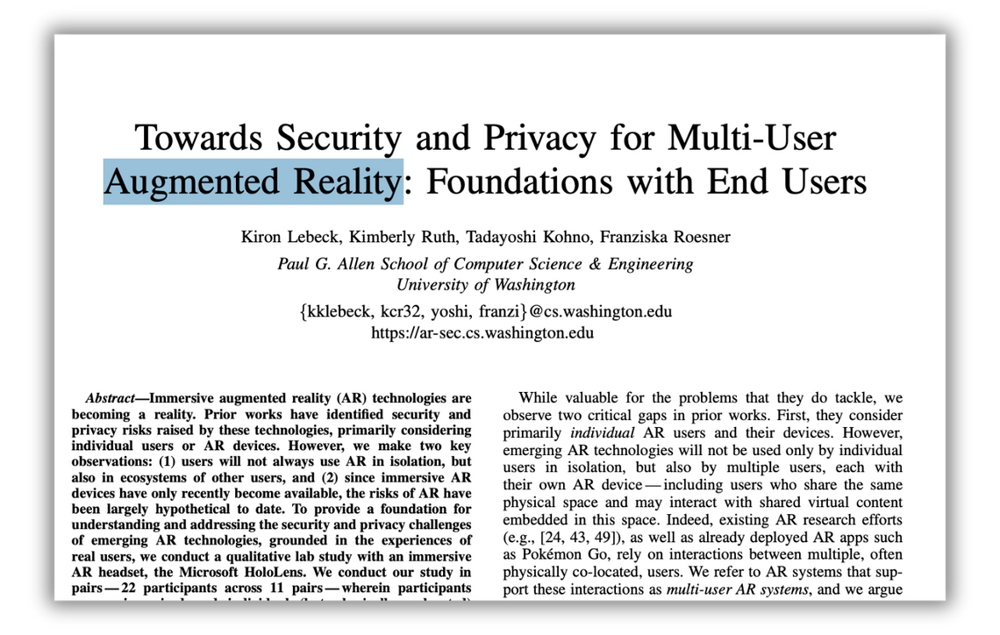 Towards Security and Privacy for Multi-User
Augmented Reality: Foundations with End Users
Kiron Lebeck, Kimberly Ruth, Tadayoshi Kohno, Franziska Roesner
Paul G. Allen School of Computer Science & Engineering
University of Washington
{kklebeck, kcr32, yoshi, franzi}@cs.washington.edu
https://ar-sec.cs.washington.edu
Abstract—Immersive augmented reality (AR) technologies are
becoming a reality. Prior works have identified security and
privacy risks raised by these technologies, primarily considering
individual users or AR devices. However, we make two key
observations: (1) users will not always use AR in isolation, but
also in ecosystems of other users, and (2) since immersive AR
devices have only recently become available, the risks of AR have
been largely hypothetical to date. To provide a foundation for
understanding and addressing the security and privacy challenges
of emerging AR technologies, grounded in the experiences of
real users, we conduct a qualitative lab study with an immersive
AR headset, the Microsoft HoloLens. We conduct our study in
pairs — 22 participants across 11 pairs — wherein participants
While valuable for the problems that they do tackle, we
observe two critical gaps in prior works. First, they consider
primarily individual AR users and their devices. However,
emerging AR technologies will not be used only by individual
users in isolation, but also by multiple users, each with
their own AR device — including users who share the same
physical space and may interact with shared virtual content
embedded in this space. Indeed, existing AR research efforts
(e.g., [24, 43, 49]), as well as already deployed AR apps such
as Pokémon Go, rely on interactions between multiple, often
physically co-located, users. We refer to AR systems that sup-
port these interactions as multi-user AR systems, and we argue